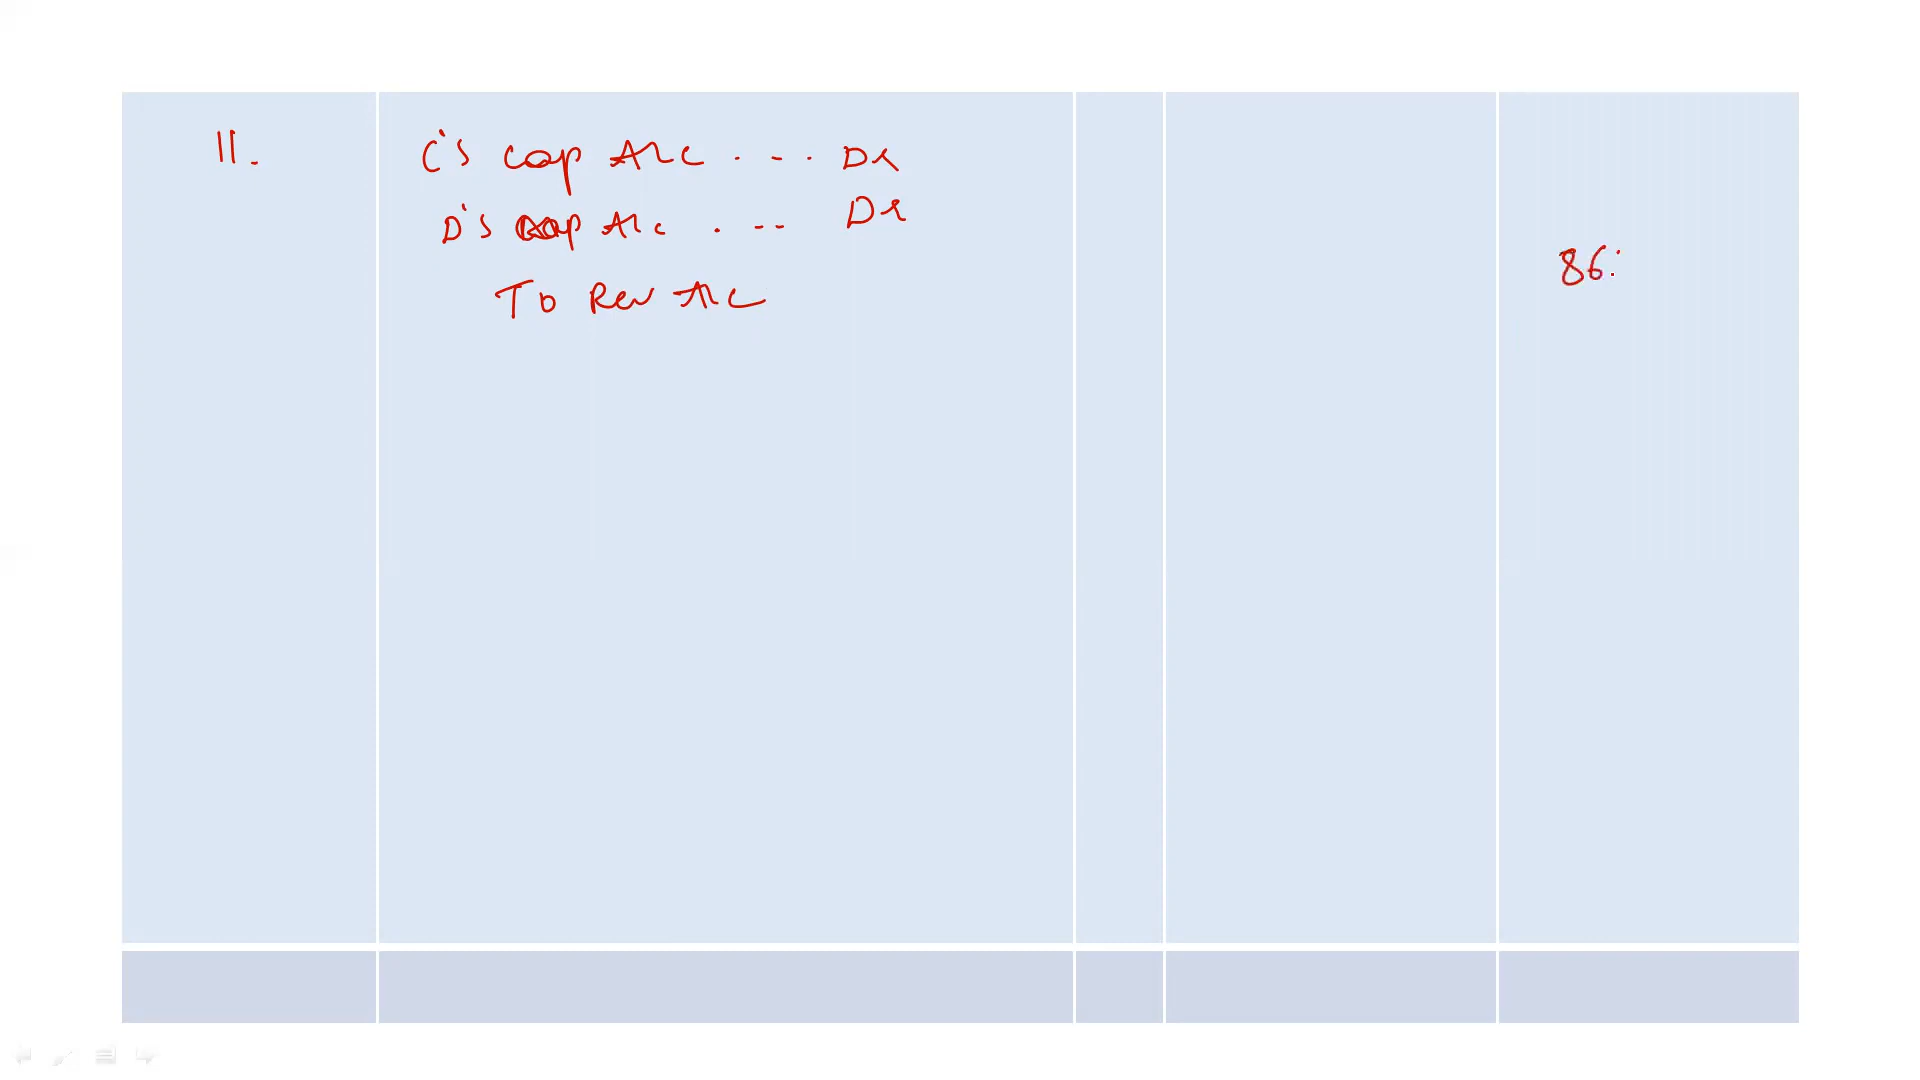 11.
C's cap A/c . - - . Dr
D's cap A/c . - - Dr
86:
To Rev A/c